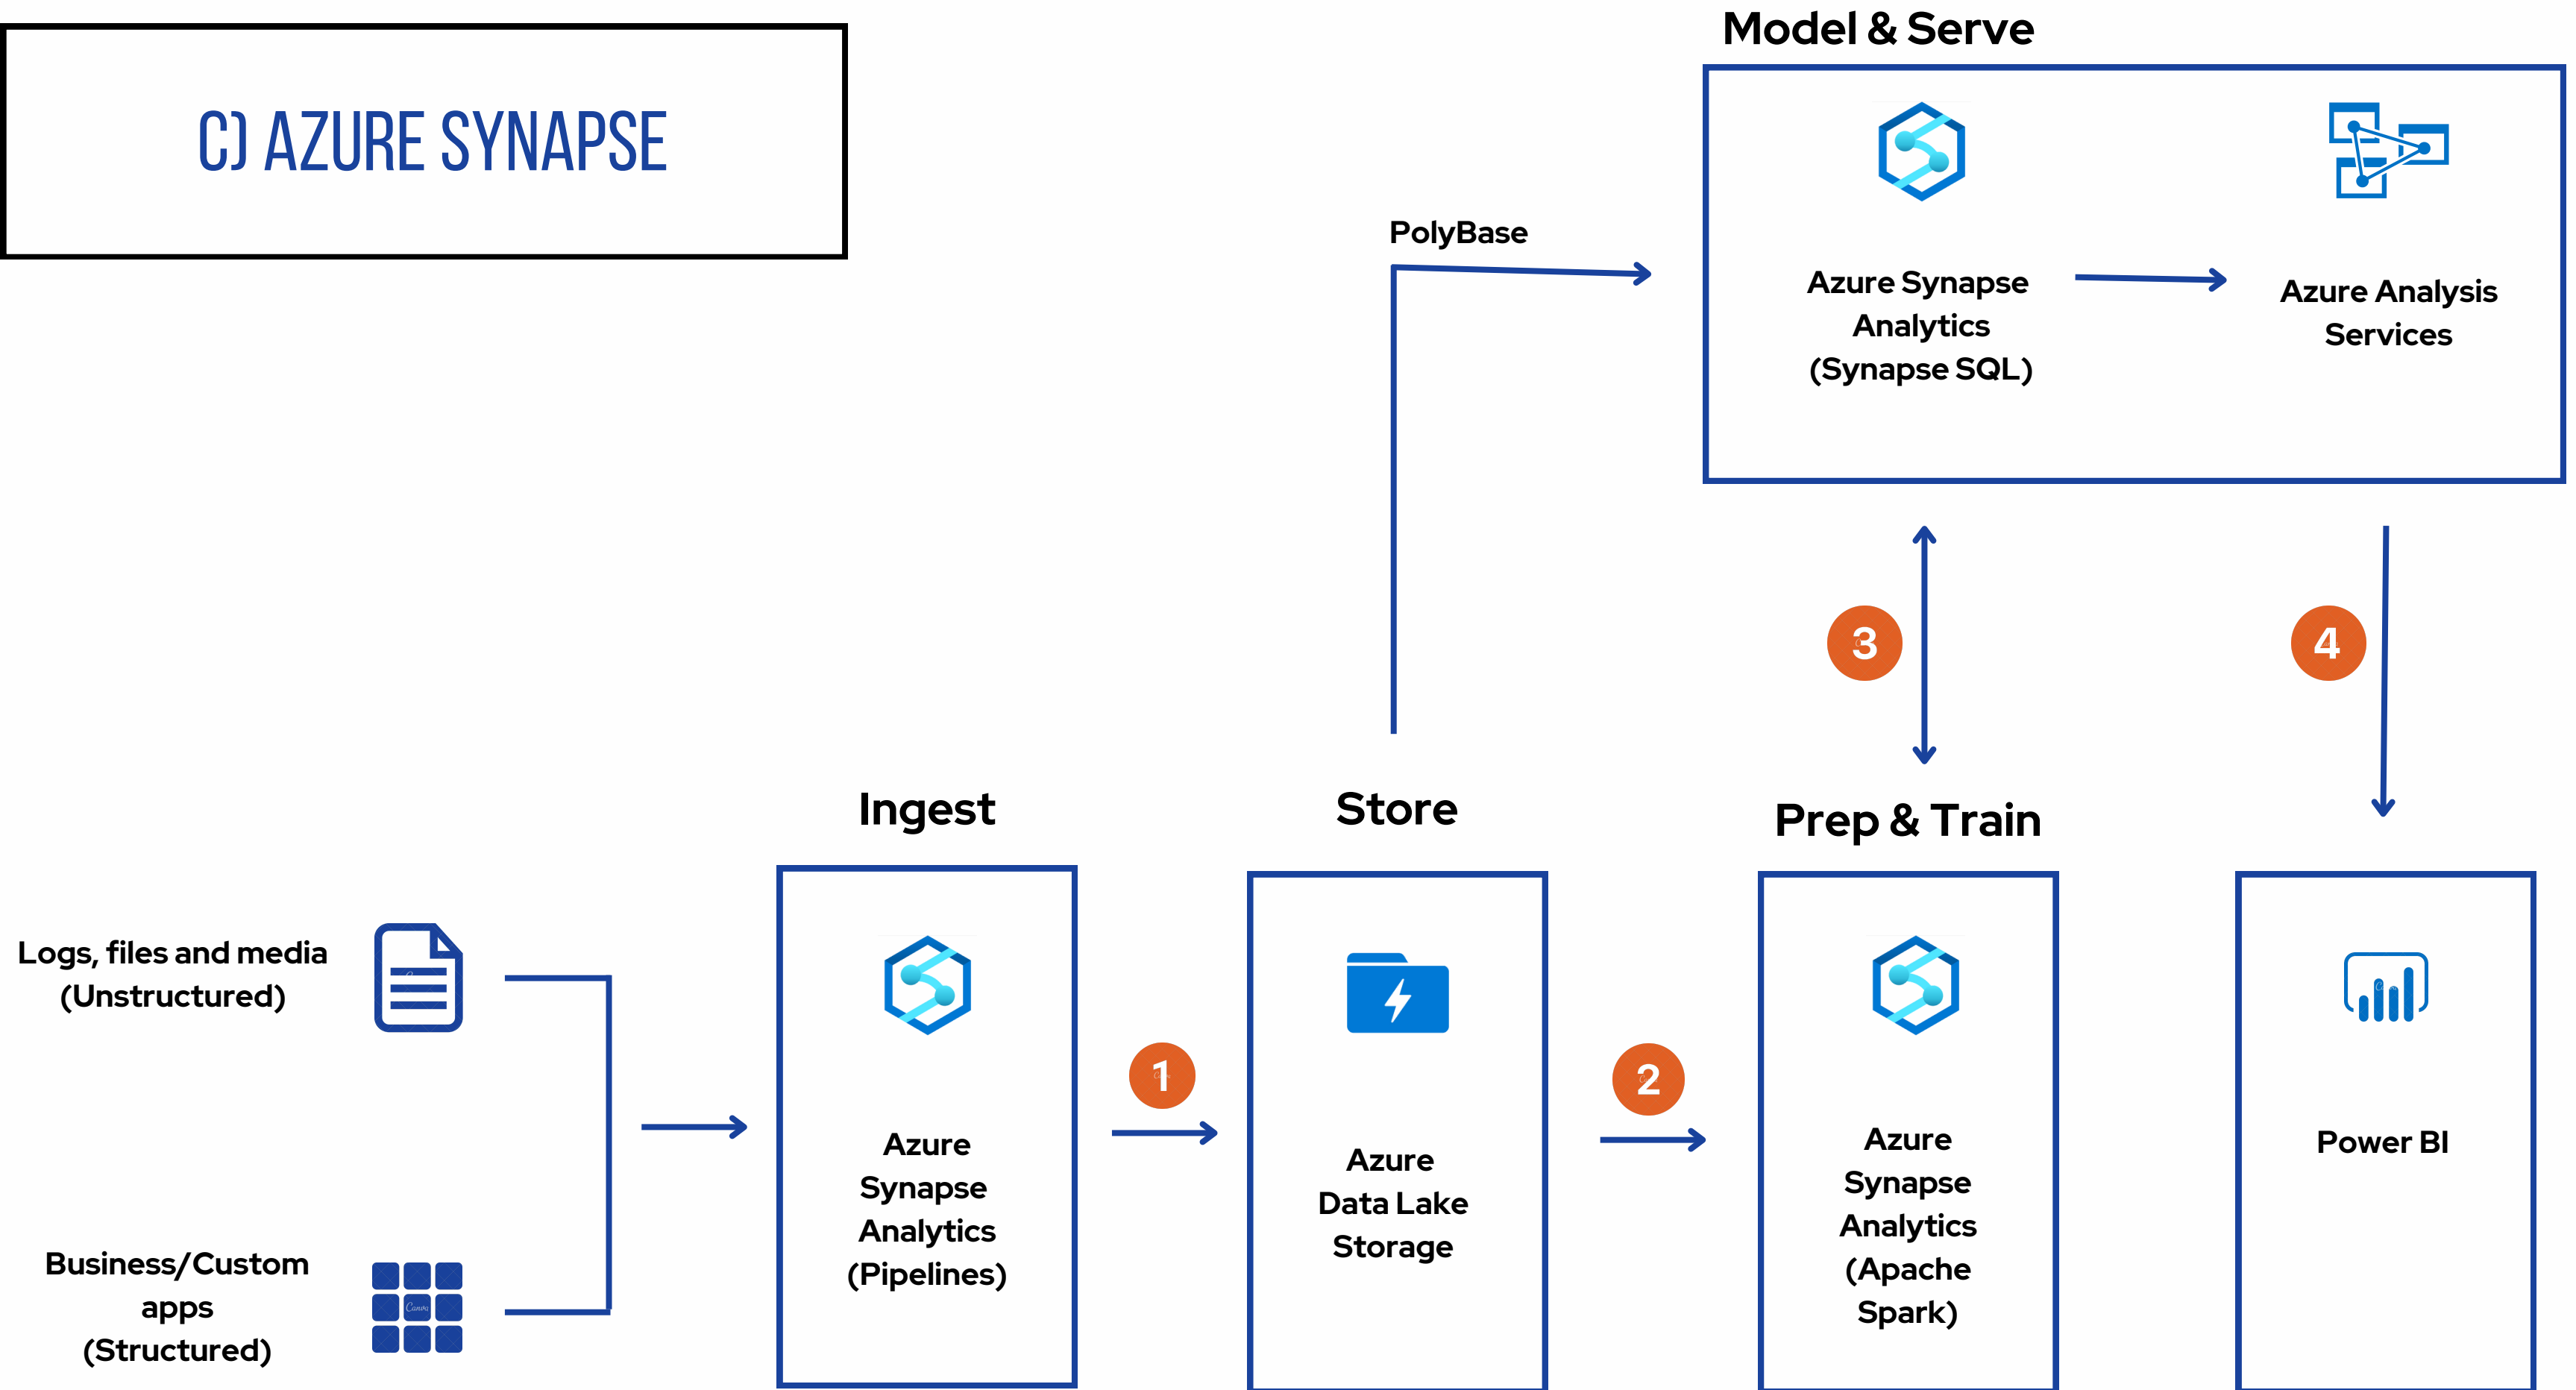 C) AZURE SYNAPSE
Model & Serve
PolyBase
Azure Synapse
Analytics
(Synapse SQL)
Azure Analysis
Services
3
4
Ingest
Store
Prep & Train
Logs, files and media
(Unstructured)
Business/Custom
apps
(Structured)
Canva
Azure
Synapse
Analytics
(Pipelines)
1
Azure
Data Lake
Storage
2
Azure
Synapse
Analytics
(Apache
Spark)
Power BI